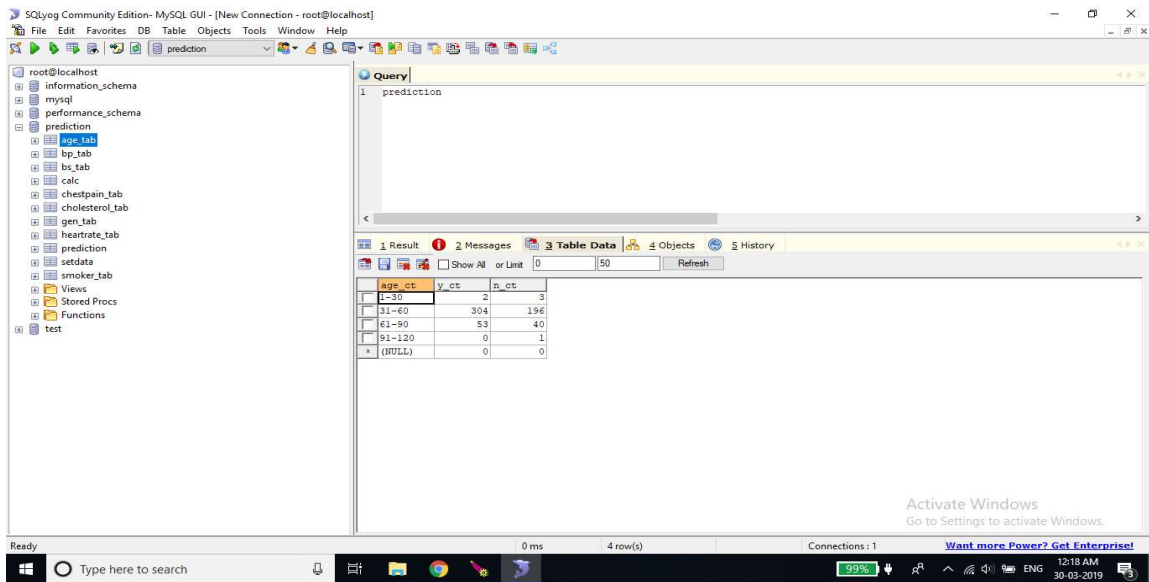 SQLyog Community Edition- MySQL GUI - [New Connection - root@localhost]
File Edit Favorites DB Table Objects Tools Window Help
prediction
root@localhost
information_schema
mysql
performance_schema
prediction
age_tab
bp_tab
bs_tab
calc
chestpain_tab
cholesterol_tab
gen_tab
heartrate_tab
prediction
setdata
smoker_tab
Views
Stored Procs
Functions
test
Query
1 prediction
1 Result 2 Messages 3 Table Data 4 Objects 5 History
Show All or Limit 0 50 Refresh
age_ct y_ct n_ct
1-30 2 3
31-60 304 196
61-90 53 40
91-120 0 1
* (NULL) 0 0
Activate Windows
Go to Settings to activate Windows.
Ready 0 ms 4 row(s) Connections : 1 Want more Power? Get Enterprise!
Type here to search 99% ENG 12:18 AM
30-03-2019 3